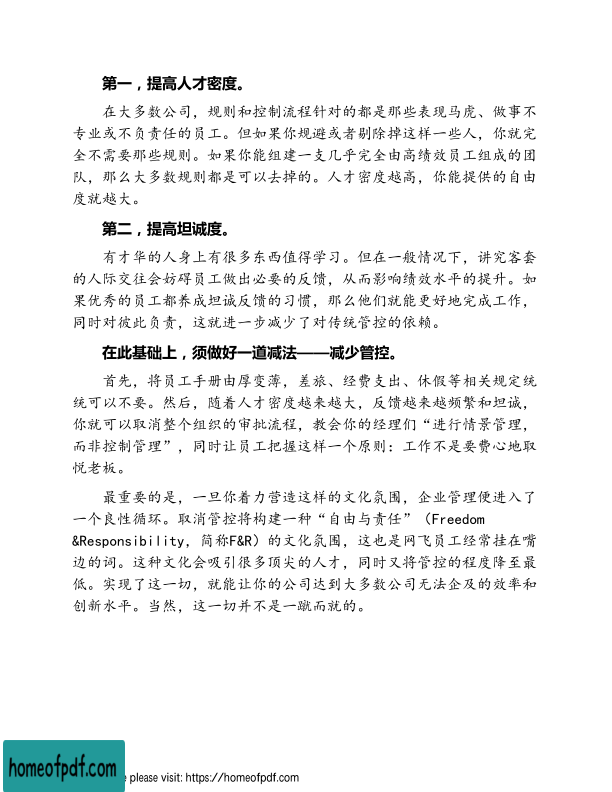 第一，提高人才密度。
在大多数公司，规则和控制流程针对的都是那些表现马虎、做事不
专业或不负责任的员工。但如果你规避或者剔除掉这样一些人，你就完
全不需要那些规则。如果你能组建一支几乎完全由高绩效员工组成的团
队，那么大多数规则都是可以去掉的。人才密度越高，你能提供的自由
度就越大。
第二，提高坦诚度。
有才华的人身上有很多东西值得学习。但在一般情况下，讲究客套
的人际交往会妨碍员工做出必要的反馈，从而影响绩效水平的提升。如
果优秀的员工都养成坦诚反馈的习惯，那么他们就能更好地完成工作，
同时对彼此负责，这就进一步减少了对传统管控的依赖。
在此基础上，须做好一道减法——减少管控。
首先，将员工手册由厚变薄，差旅、经费支出、休假等相关规定统
统可以不要。然后，随着人才密度越来越大，反馈越来越频繁和坦诚，
你就可以取消整个组织的审批流程，教会你的经理们“进行情景管理，
而非控制管理”，同时让员工把握这样一个原则：工作不是要费心地取
悦老板。
最重要的是，一旦你着力营造这样的文化氛围，企业管理便进入了
一个良性循环。取消管控将构建一种“自由与责任”（Freedom
&Responsibility，简称F&R）的文化氛围，这也是网飞员工经常挂在嘴
边的词。这种文化会吸引很多顶尖的人才，同时又将管控的程度降至最
低。实现了这一切，就能让你的公司达到大多数公司无法企及的效率和
创新水平。当然，这一切并不是一蹴而就的。
homeofpdf.com
e please visit: https://homeofpdf.com